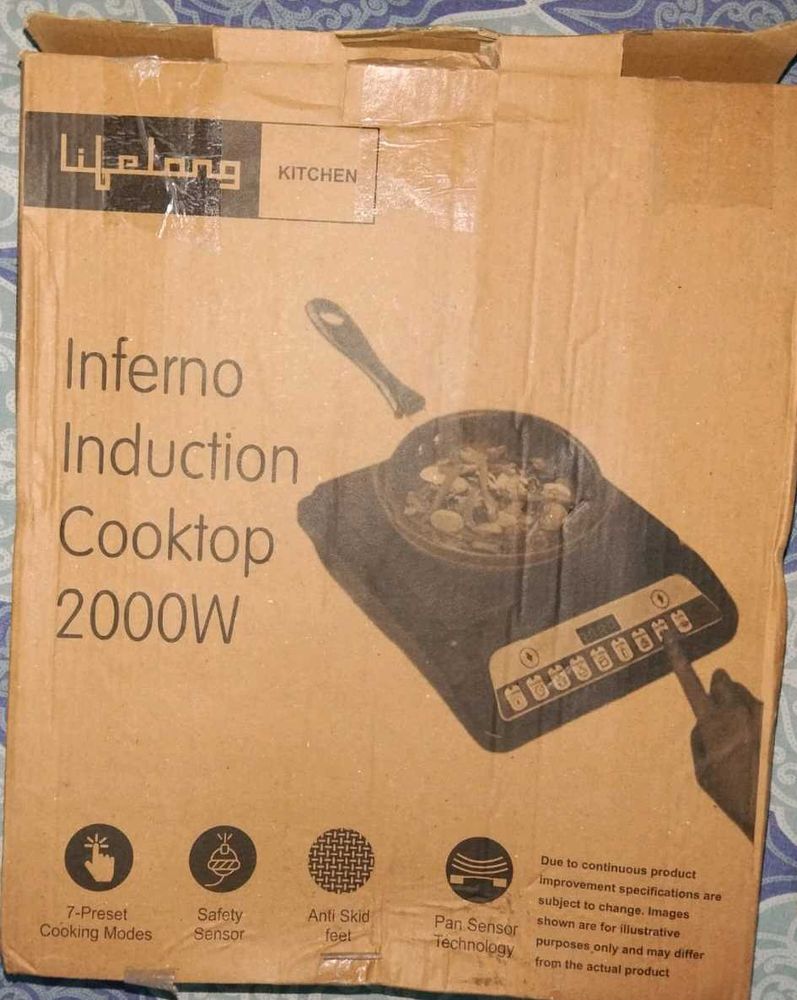 Lifelong
KITCHEN
Inferno
Induction
Cooktop
2000W
7-Preset
Cooking Modes
Safety
Sensor
Anti Skid
feet
Pan Sensor
Technology
Due to continuous product
improvement specifications are
subject to change. Images
shown are for illustrative
purposes only and may differ
from the actual product